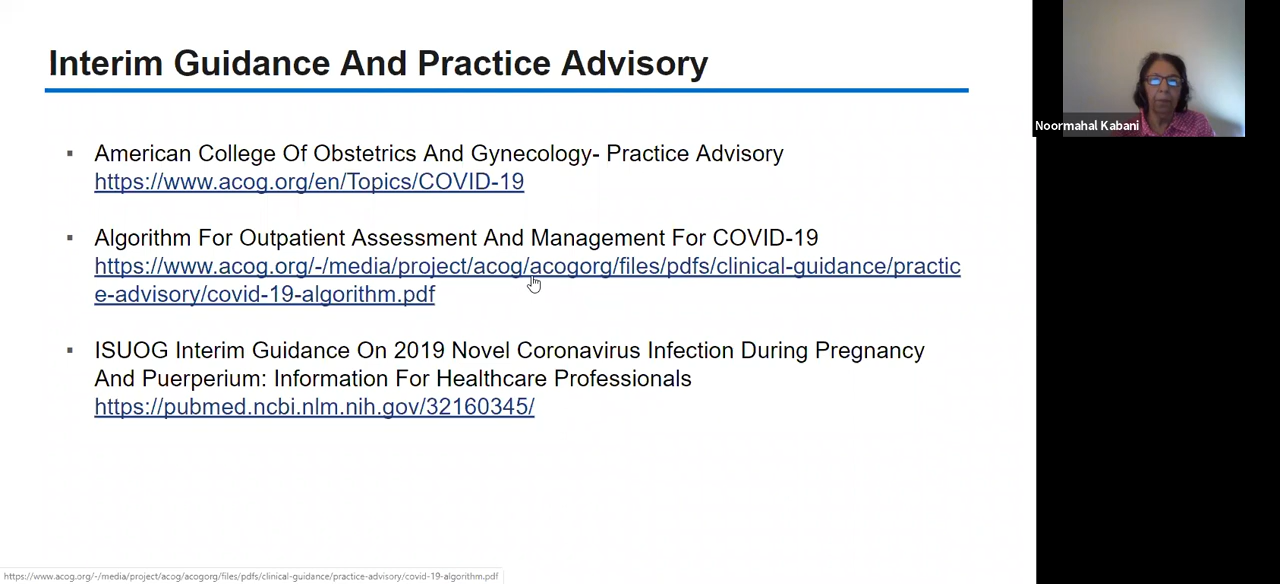 Interim Guidance And Practice Advisory
Noormahal Kabani
▪ American College Of Obstetrics And Gynecology- Practice Advisory
https://www.acog.org/en/Topics/COVID-19
▪ Algorithm For Outpatient Assessment And Management For COVID-19
https://www.acog.org/-/media/project/acog/acogorg/files/pdfs/clinical-guidance/practic
e-advisory/covid-19-algorithm.pdf
▪ ISUOG Interim Guidance On 2019 Novel Coronavirus Infection During Pregnancy
And Puerperium: Information For Healthcare Professionals
https://pubmed.ncbi.nlm.nih.gov/32160345/
https://www.acog.org/-/media/project/acog/acogorg/files/pdfs/clinical-guidance/practice-advisory/covid-19-algorithm.pdf